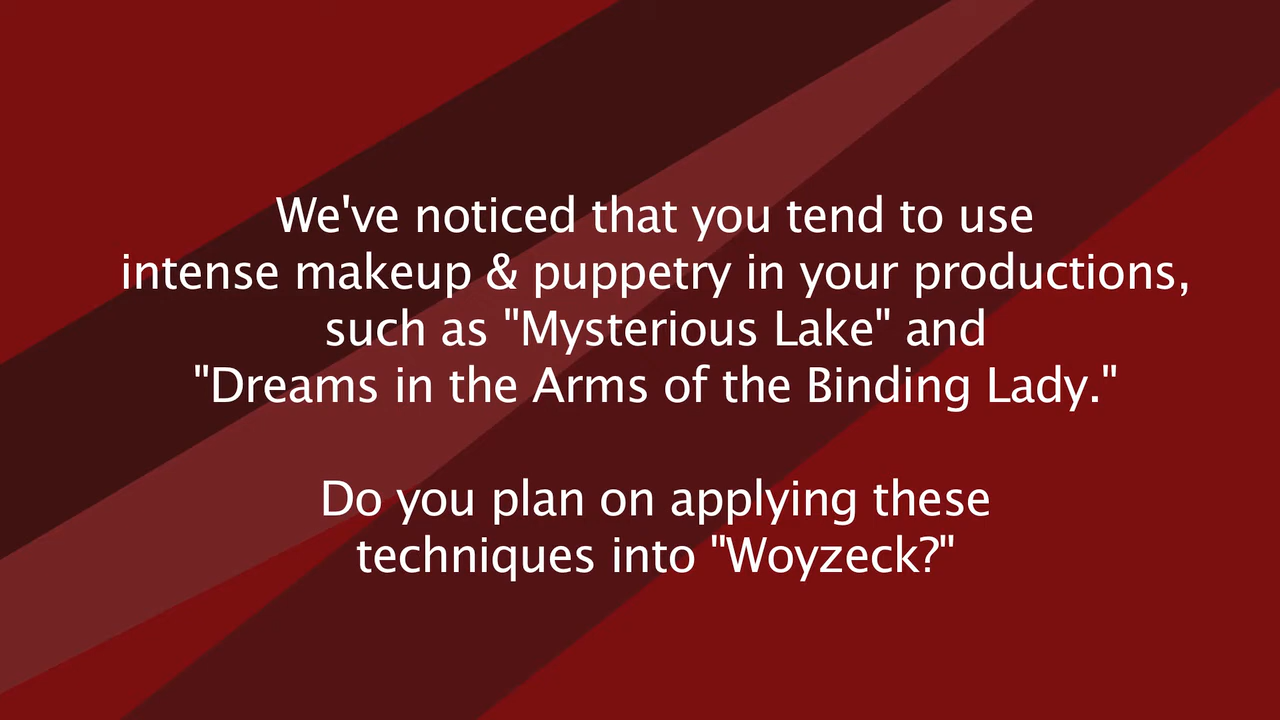 We've noticed that you tend to use
intense makeup & puppetry in your productions,
such as "Mysterious Lake" and
"Dreams in the Arms of the Binding Lady."
Do you plan on applying these
techniques into "Woyzeck?"